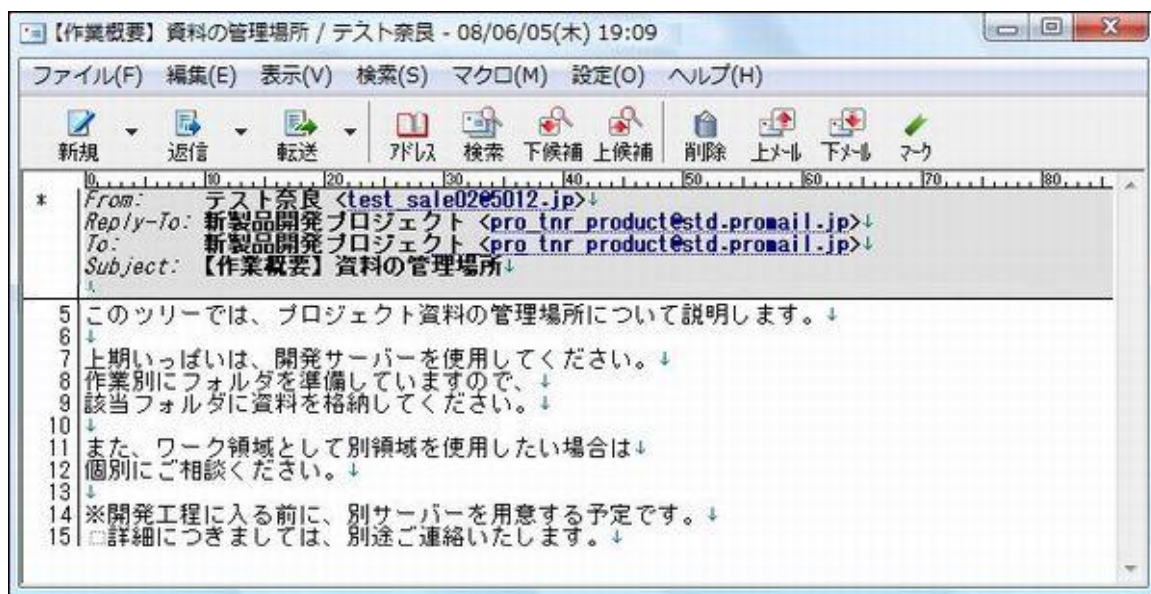 【作業概要】資料の管理場所 / テスト奈良 - 08/06/05(木) 19:09
ファイル(F) 編集(E) 表示(V) 検索(S) マクロ(M) 設定(O) ヘルプ(H)
新規 返信 転送 アドレス 検索 下候補 上候補 削除 上メール 下メール マーク
0 10 20 30 40 50 60 70 80
* From: テスト奈良 <test_sale02@5012.jp>↓
Reply-To: 新製品開発プロジェクト <pro_tnr_product@std.promail.jp>↓
To: 新製品開発プロジェクト <pro_tnr_product@std.promail.jp>↓
Subject: 【作業概要】資料の管理場所↓
↓
5 このツリーでは、プロジェクト資料の管理場所について説明します。↓
6 ↓
7 上期いっぱいは、開発サーバーを使用してください。↓
8 作業別にフォルダを準備していますので、↓
9 該当フォルダに資料を格納してください。↓
10 ↓
11 また、ワーク領域として別領域を使用したい場合は↓
12 個別にご相談ください。↓
13 ↓
14 ※開発工程に入る前に、別サーバーを用意する予定です。↓
15 □詳細につきましては、別途ご連絡いたします。↓